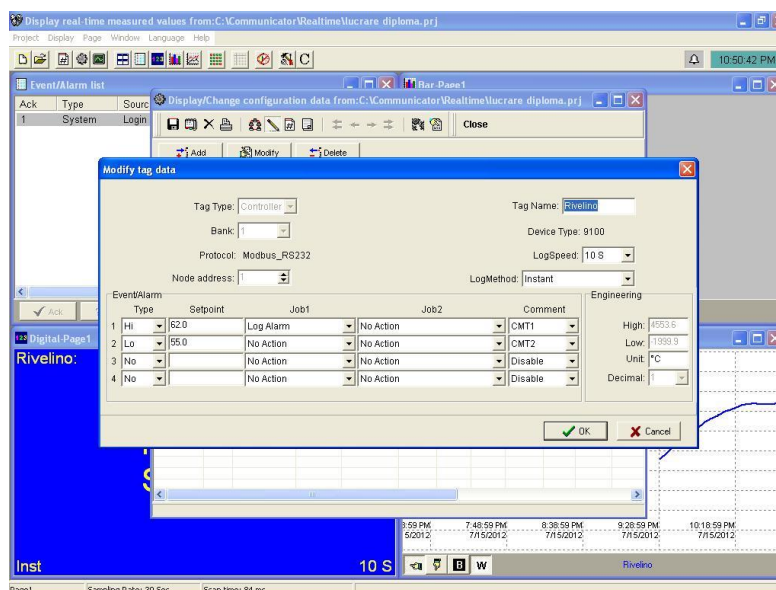 Display real-time measured values from:C:\Communicator\Realtime\lucrare diploma.prj
Project Display Page Window Language Help
10:50:42 PM
Event/Alarm list
Bar-Page1
Ack Type Sourc
1 System Login
Display/Change configuration data from:C:\Communicator\Realtime\lucrare diploma.prj
Close
Add Modify Delete
Modify tag data
Tag Type: Controller Tag Name: Rivelino
Bank: 1 Device Type: 9100
Protocol: Modbus_RS232 LogSpeed: 10 S
Node address: 1 LogMethod: Instant
Event/Alarm Engineering
Type Setpoint Job1 Job2 Comment
1 Hi 62.0 Log Alarm No Action CMT1 High: 4553.6
2 Lo 55.0 No Action No Action CMT2 Low: -1999.9
3 No No Action No Action Disable Unit: °C
4 No No Action No Action Disable Decimal: 1
OK Cancel
Ack
Digital-Page1
Rivelino:
Inst 10 S
3:59 PM 7:48:59 PM 8:38:59 PM 9:28:59 PM 10:18:59 PM
5/2012 7/15/2012 7/15/2012 7/15/2012 7/15/2012
B W Rivelino
Page1 Sampling Rate: 20 Sec Scan time: 84 ms